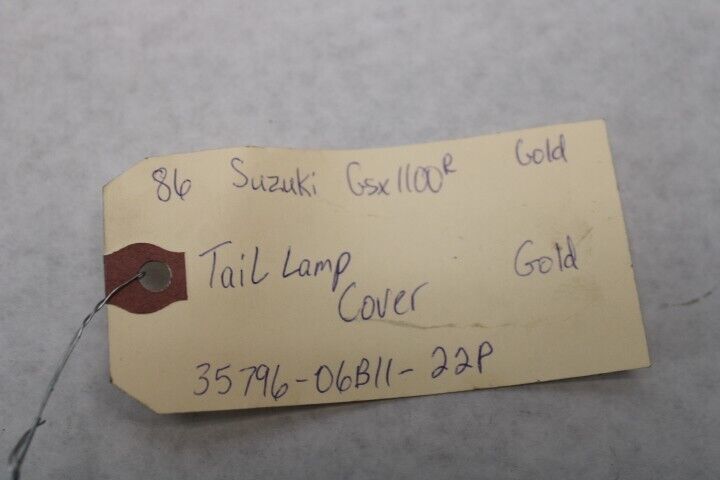 86 Suzuki Gsx1100R Gold
Tail Lamp Gold
Cover
35796-06B11-22P